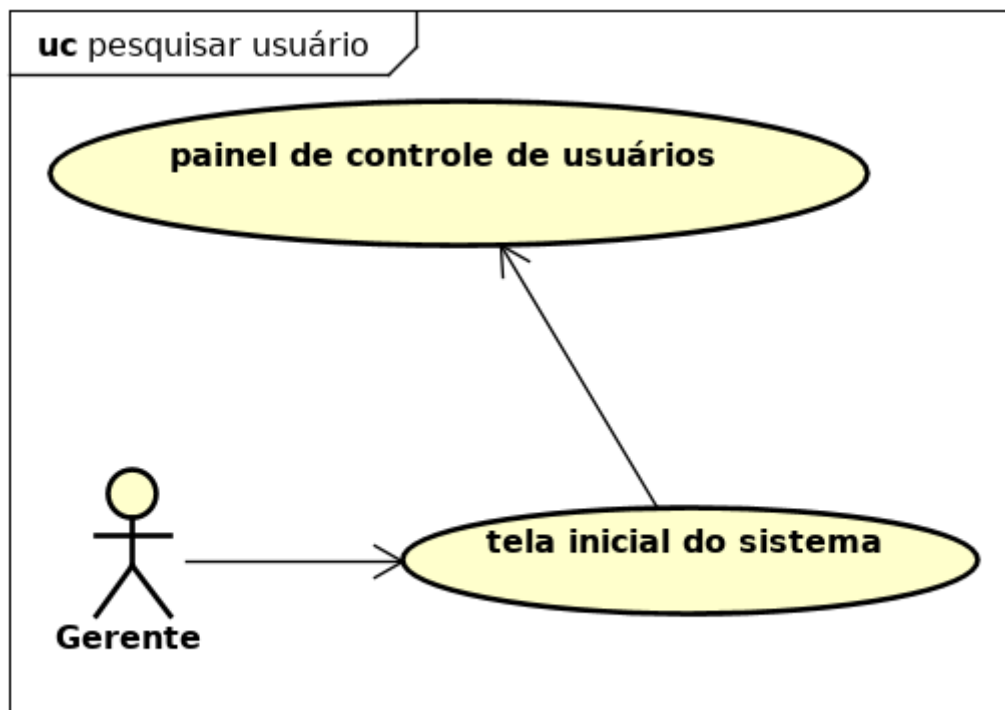 uc pesquisar usuário
painel de controle de usuários
tela inicial do sistema
Gerente